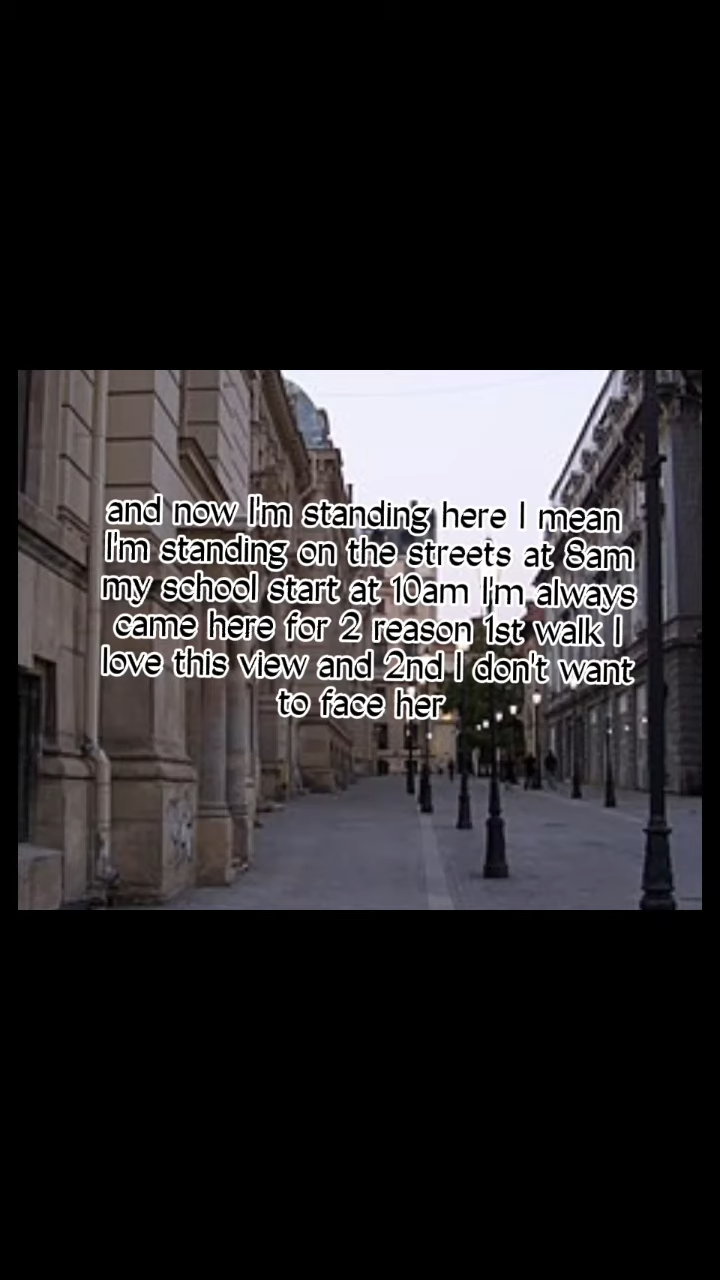 and now I'm standing here I mean
I'm standing on the streets at 8am
my school start at 10am I'm always
came here for 2 reason 1st walk I
love this view and 2nd I don't want
to face her